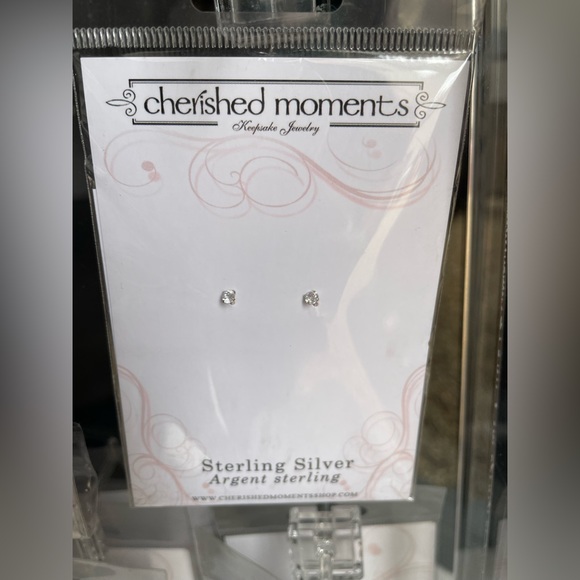 cherished moments
Keepsake Jewelry
Sterling Silver
Argent sterling
WWW.CHERISHEDMOMENTSSHOP.COM